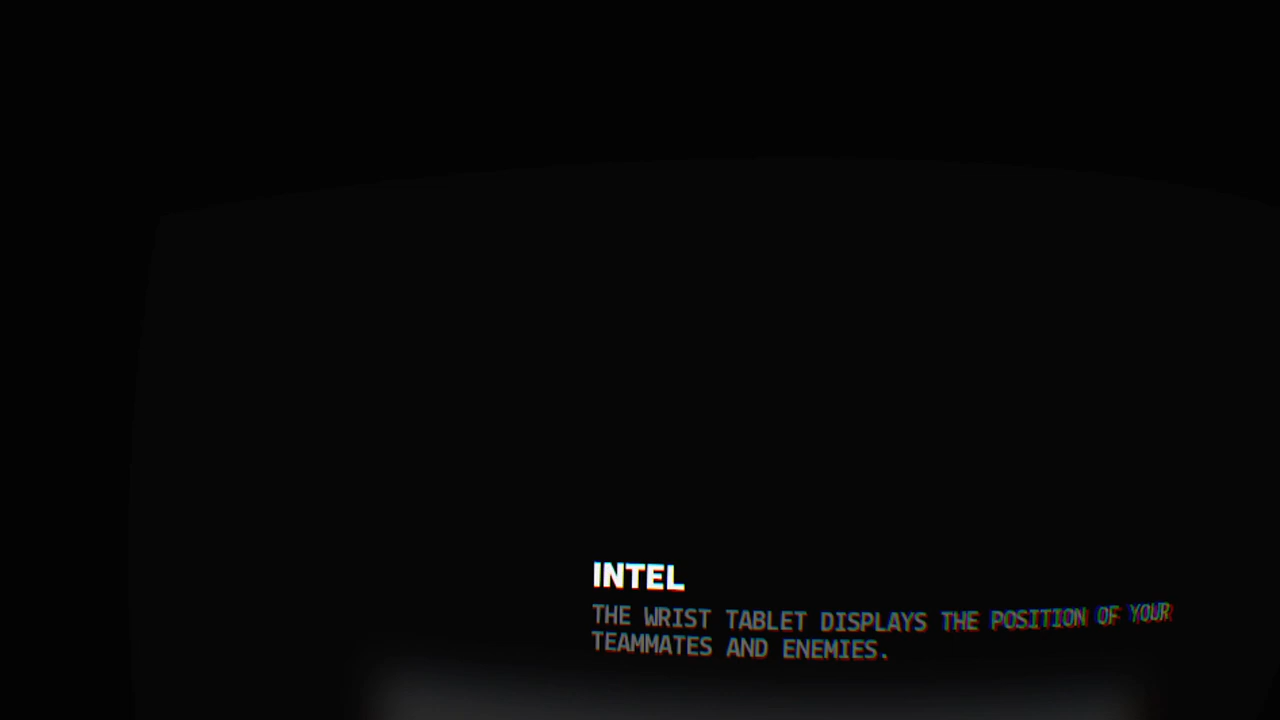 INTEL
THE WRIST TABLET DISPLAYS THE POSITION OF YOUR
TEAMMATES AND ENEMIES.